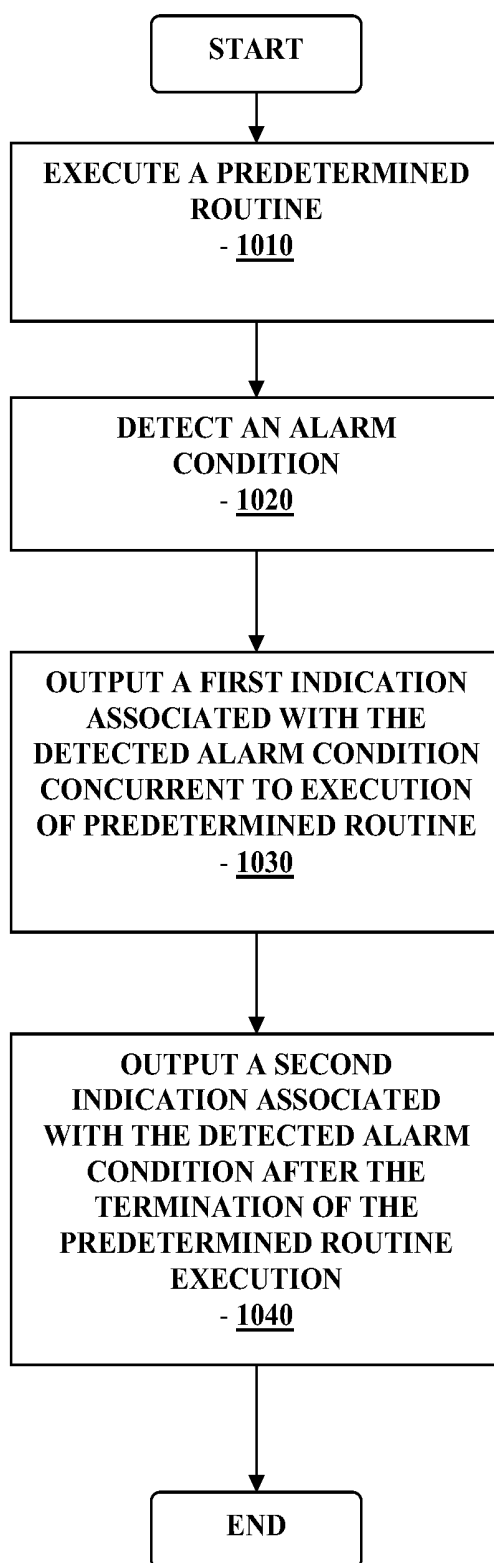 START
EXECUTE A PREDETERMINED
ROUTINE
- 1010
DETECT AN ALARM
CONDITION
- 1020
OUTPUT A FIRST INDICATION
ASSOCIATED WITH THE
DETECTED ALARM CONDITION
CONCURRENT TO EXECUTION
OF PREDETERMINED ROUTINE
- 1030
OUTPUT A SECOND
INDICATION ASSOCIATED
WITH THE DETECTED ALARM
CONDITION AFTER THE
TERMINATION OF THE
PREDETERMINED ROUTINE
EXECUTION
- 1040
END